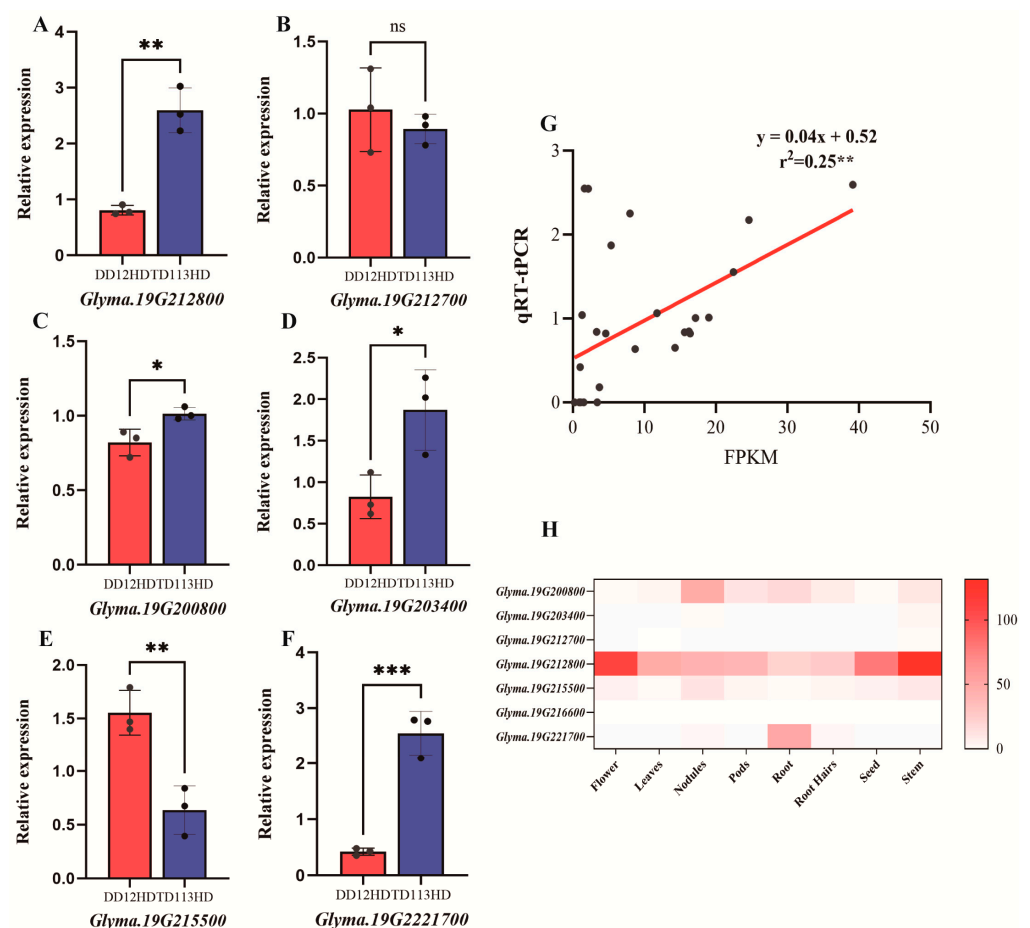 A
Relative expression
4
3
2
1
0
**
DD12HDTD113HD
Glyma.19G212800
B
Relative expression
1.5
1.0
0.5
0.0
ns
DD12HDTD113HD
Glyma.19G212700
C
Relative expression
1.5
1.0
0.5
0.0
*
DD12HDTD113HD
Glyma.19G200800
D
Relative expression
2.5
2.0
1.5
1.0
0.5
0.0
*
DD12HDTD113HD
Glyma.19G203400
E
Relative expression
2.0
1.5
1.0
0.5
0.0
**
DD12HDTD113HD
Glyma.19G215500
F
Relative expression
4
3
2
1
0
***
DD12HDTD113HD
Glyma.19G2221700
G
y = 0.04x + 0.52
r²=0.25**
qRT-tPCR
3
2
1
0
0 10 20 30 40 50
FPKM
H
Glyma.19G200800
Glyma.19G203400
Glyma.19G212700
Glyma.19G212800
Glyma.19G215500
Glyma.19G216600
Glyma.19G221700
Flower
Leaves
Nodules
Pods
Root
Root Hairs
Seed
Stem
100
50
0